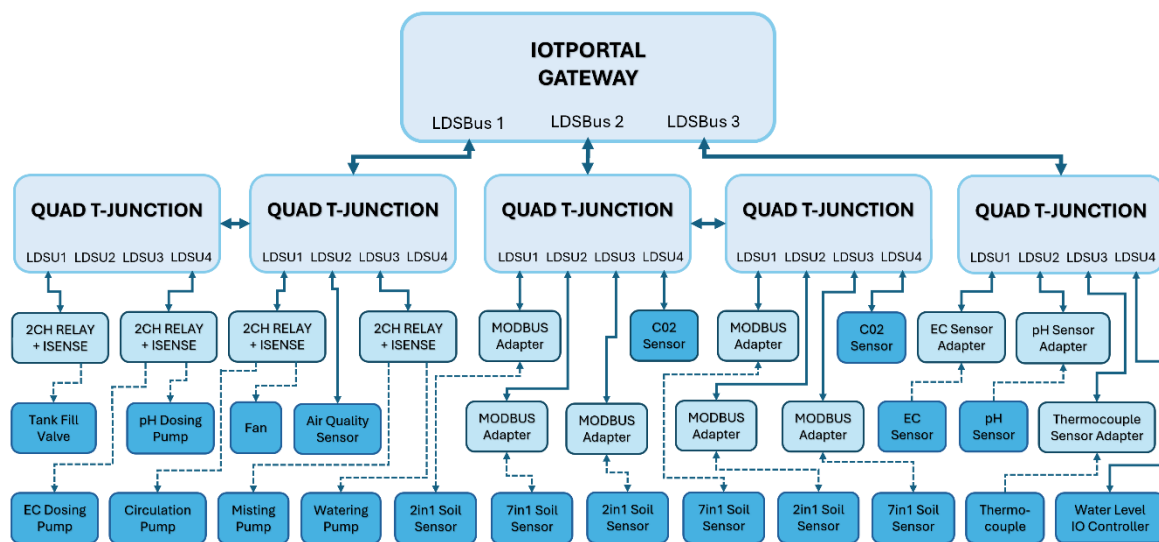 IOTPORTAL
GATEWAY
LDSBus 1 LDSBus 2 LDSBus 3
QUAD T-JUNCTION QUAD T-JUNCTION QUAD T-JUNCTION QUAD T-JUNCTION QUAD T-JUNCTION
LDSU1 LDSU2 LDSU3 LDSU4 LDSU1 LDSU2 LDSU3 LDSU4 LDSU1 LDSU2 LDSU3 LDSU4 LDSU1 LDSU2 LDSU3 LDSU4 LDSU1 LDSU2 LDSU3 LDSU4
2CH RELAY
+ ISENSE
2CH RELAY
+ ISENSE
2CH RELAY
+ ISENSE
2CH RELAY
+ ISENSE
MODBUS
Adapter
C02
Sensor
MODBUS
Adapter
C02
Sensor
EC Sensor
Adapter
pH Sensor
Adapter
Tank Fill
Valve
pH Dosing
Pump
Fan
Air Quality
Sensor
MODBUS
Adapter
MODBUS
Adapter
MODBUS
Adapter
MODBUS
Adapter
EC
Sensor
pH
Sensor
Thermocouple
Sensor Adapter
EC Dosing
Pump
Circulation
Pump
Misting
Pump
Watering
Pump
2in1 Soil
Sensor
7in1 Soil
Sensor
2in1 Soil
Sensor
7in1 Soil
Sensor
2in1 Soil
Sensor
7in1 Soil
Sensor
Thermo-
couple
Water Level
IO Controller